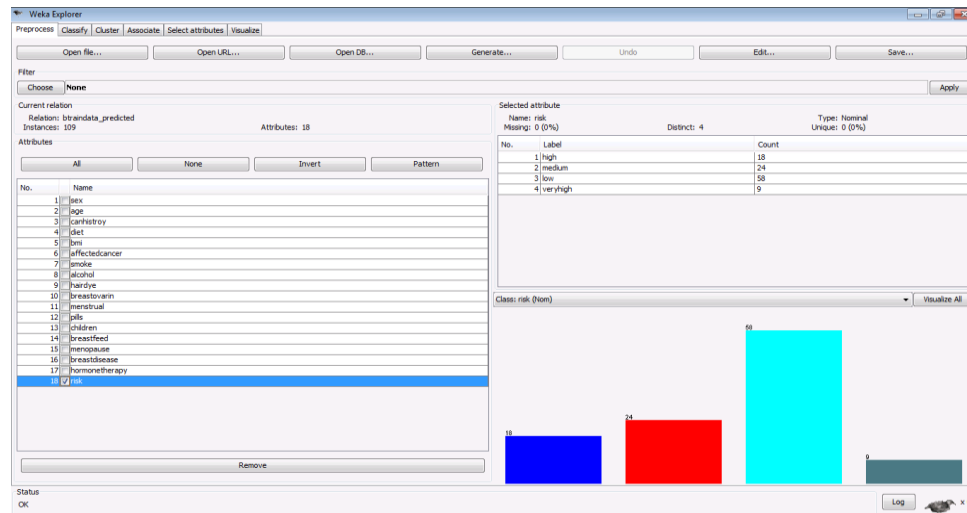 Weka Explorer
Preprocess Classify Cluster Associate Select attributes Visualize
Open file... Open URL... Open DB... Generate... Undo Edit... Save...
Filter
Choose None Apply
Current relation
Relation: btraindata_predicted
Instances: 109 Attributes: 18
Attributes
All None Invert Pattern
No. Name
1 sex
2 age
3 canhistroy
4 diet
5 bmi
6 affectedcancer
7 smoke
8 alcohol
9 hairdye
10 breastovarin
11 menstrual
12 pills
13 children
14 breastfeed
15 menopause
16 breastdisease
17 hormonetherapy
18 risk
Remove
Selected attribute
Name: risk Type: Nominal
Missing: 0 (0%) Distinct: 4 Unique: 0 (0%)
No. Label Count
1 high 18
2 medium 24
3 low 58
4 veryhigh 9
Class: risk (Nom) Visualize All
18
24
58
9
Status
OK
Log x